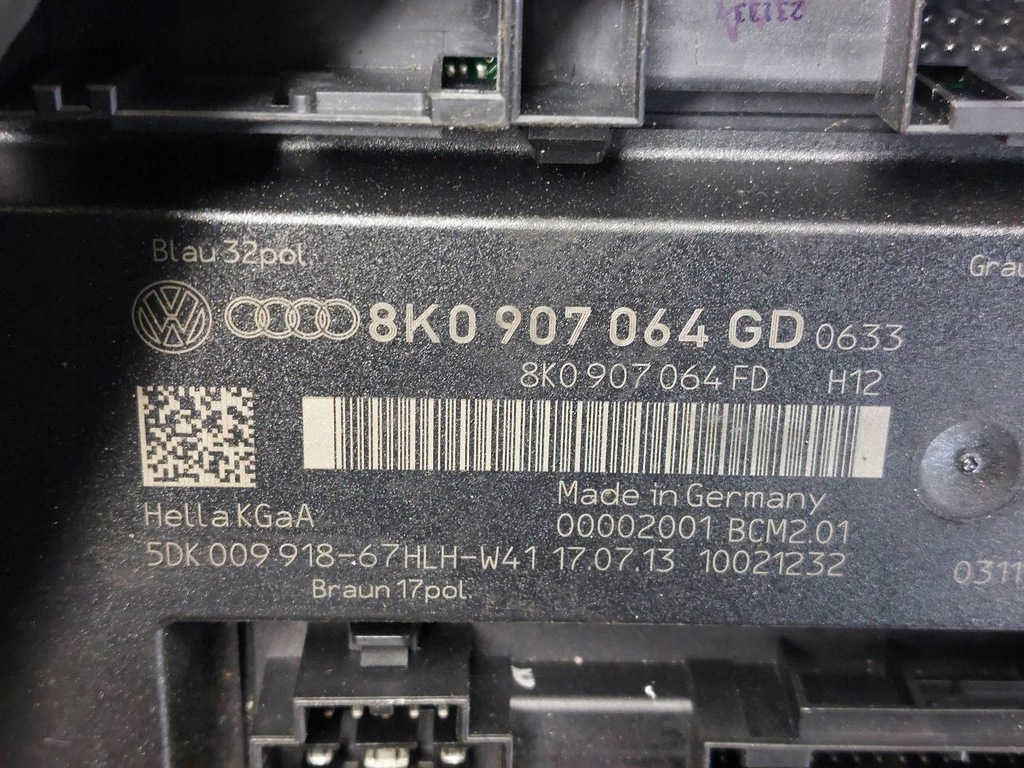 23133
Blau 32pol.
Grau
8K0 907 064 GD 0633
8K0 907 064 FD H12
Made in Germany
Hella KGaA
00002001 BCM2.01
5DK 009 918-67 HLH-W41 17.07.13 10021232
0311
Braun 17pol.